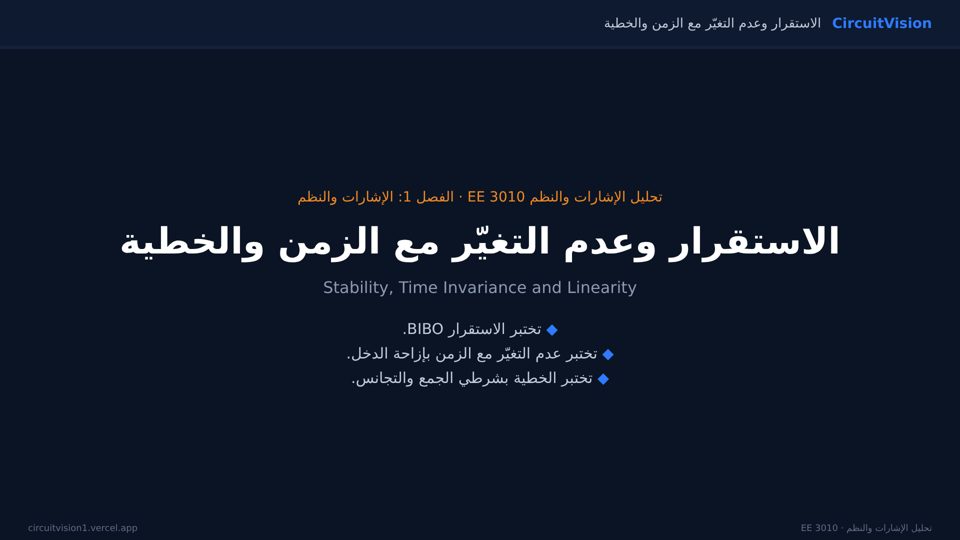 CircuitVision الاستقرار وعدم التغيّر مع الزمن والخطية
تحليل الإشارات والنظم EE 3010 · الفصل 1: الإشارات والنظم
الاستقرار وعدم التغيّر مع الزمن والخطية
Stability, Time Invariance and Linearity
◆ تختبر الاستقرار BIBO.
◆ تختبر عدم التغيّر مع الزمن بإزاحة الدخل.
◆ تختبر الخطية بشرطي الجمع والتجانس.
تحليل الإشارات والنظم · EE 3010
circuitvision1.vercel.app